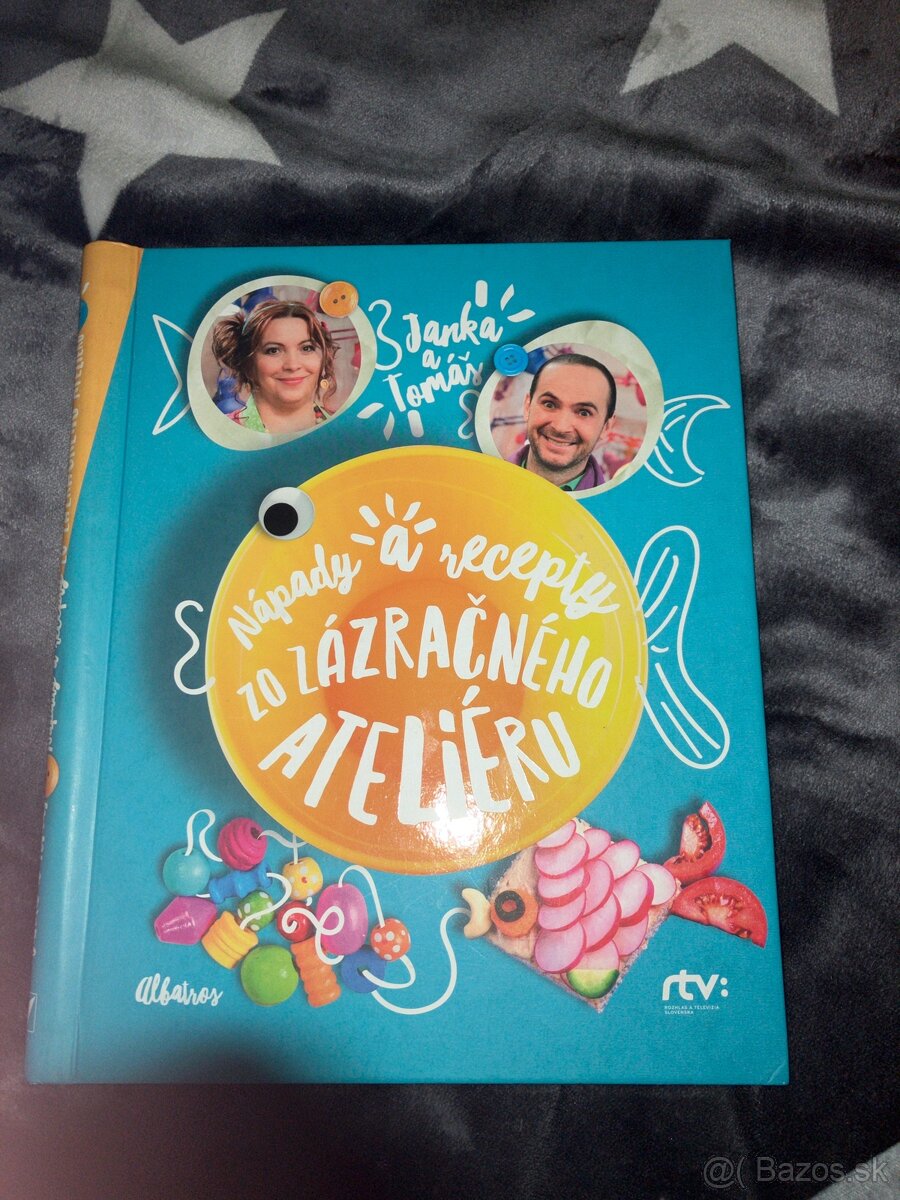 Janka
a
Tomáš
Nápady a recepty
zo zázračného
ateliéru
Albatros
rtv:
ROZHLAS A TELEVÍZIA
SLOVENSKA
@( Bazos.sk